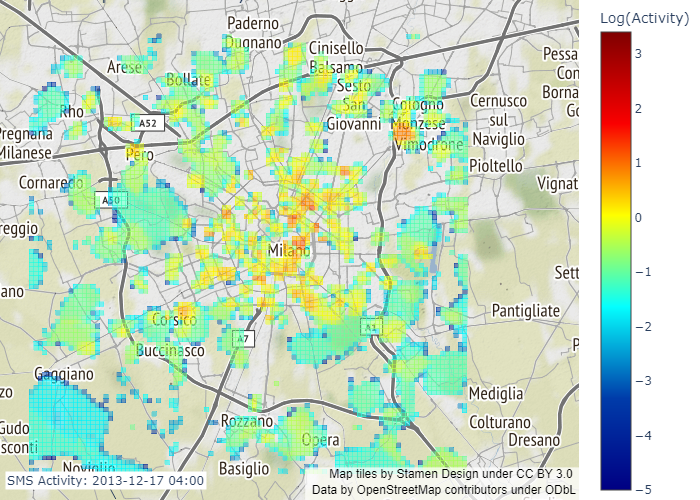 Log(Activity)
3
2
1
0
−1
−2
−3
−4
−5
Paderno
Dugnano
Cinisello
Balsamo
Arese
Bollate
Sesto
San
Giovanni
Pessa
Con
Borna
Go
Rho
A52
Cologno
Monzese
Cernusco
sul
Naviglio
Pregnana
Milanese
Pero
Vimodrone
Pioltello
Cornaredo
A50
Vignat
reggio
Milano
Sett
ano
Pantigliate
Corsico
A1
A7
Buccinasco
P
Gaggiano
zo
Mediglia
Gudo
sconti
Rozzano
Opera
Colturano
Dresano
Noviglio
Basiglio
SMS Activity: 2013-12-17 04:00
Map tiles by Stamen Design under CC BY 3.0
Data by OpenStreetMap contributors under ODbL